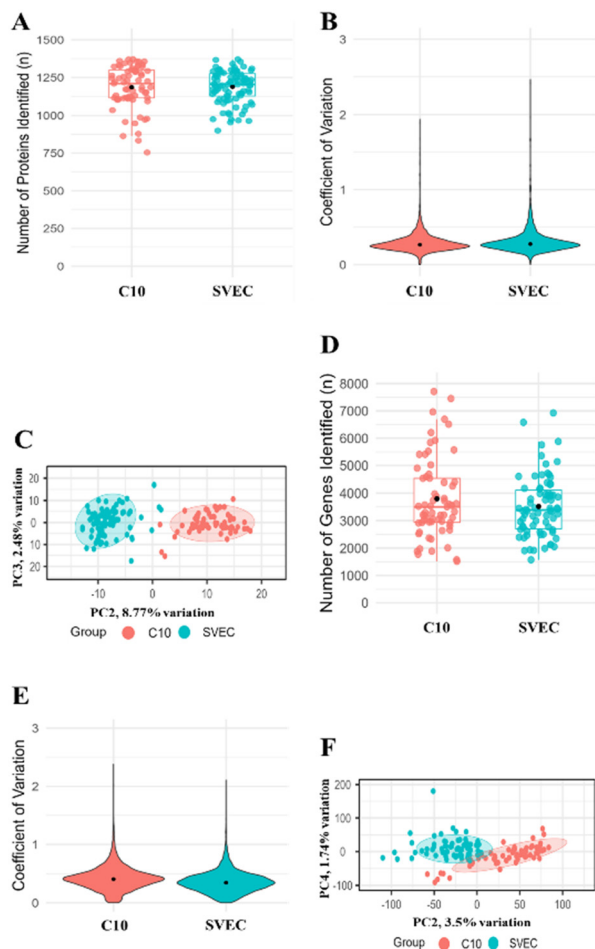 A
Number of Proteins Identified (n)
1500
1250
1000
750
500
250
0
C10 SVEC
B
Coefficient of Variation
3
2
1
0
C10 SVEC
C
PC3, 2.48% variation
20
10
0
10
20
-10 0 10 20
PC2, 8.77% variation
Group C10 SVEC
D
Number of Genes Identified (n)
8000
7000
6000
5000
4000
3000
2000
1000
0
C10 SVEC
E
Coefficient of Variation
3
2
1
0
C10 SVEC
F
PC4, 1.74% variation
200
100
0
-100
-100 -50 0 50 100
PC2, 3.5% variation
Group C10 SVEC